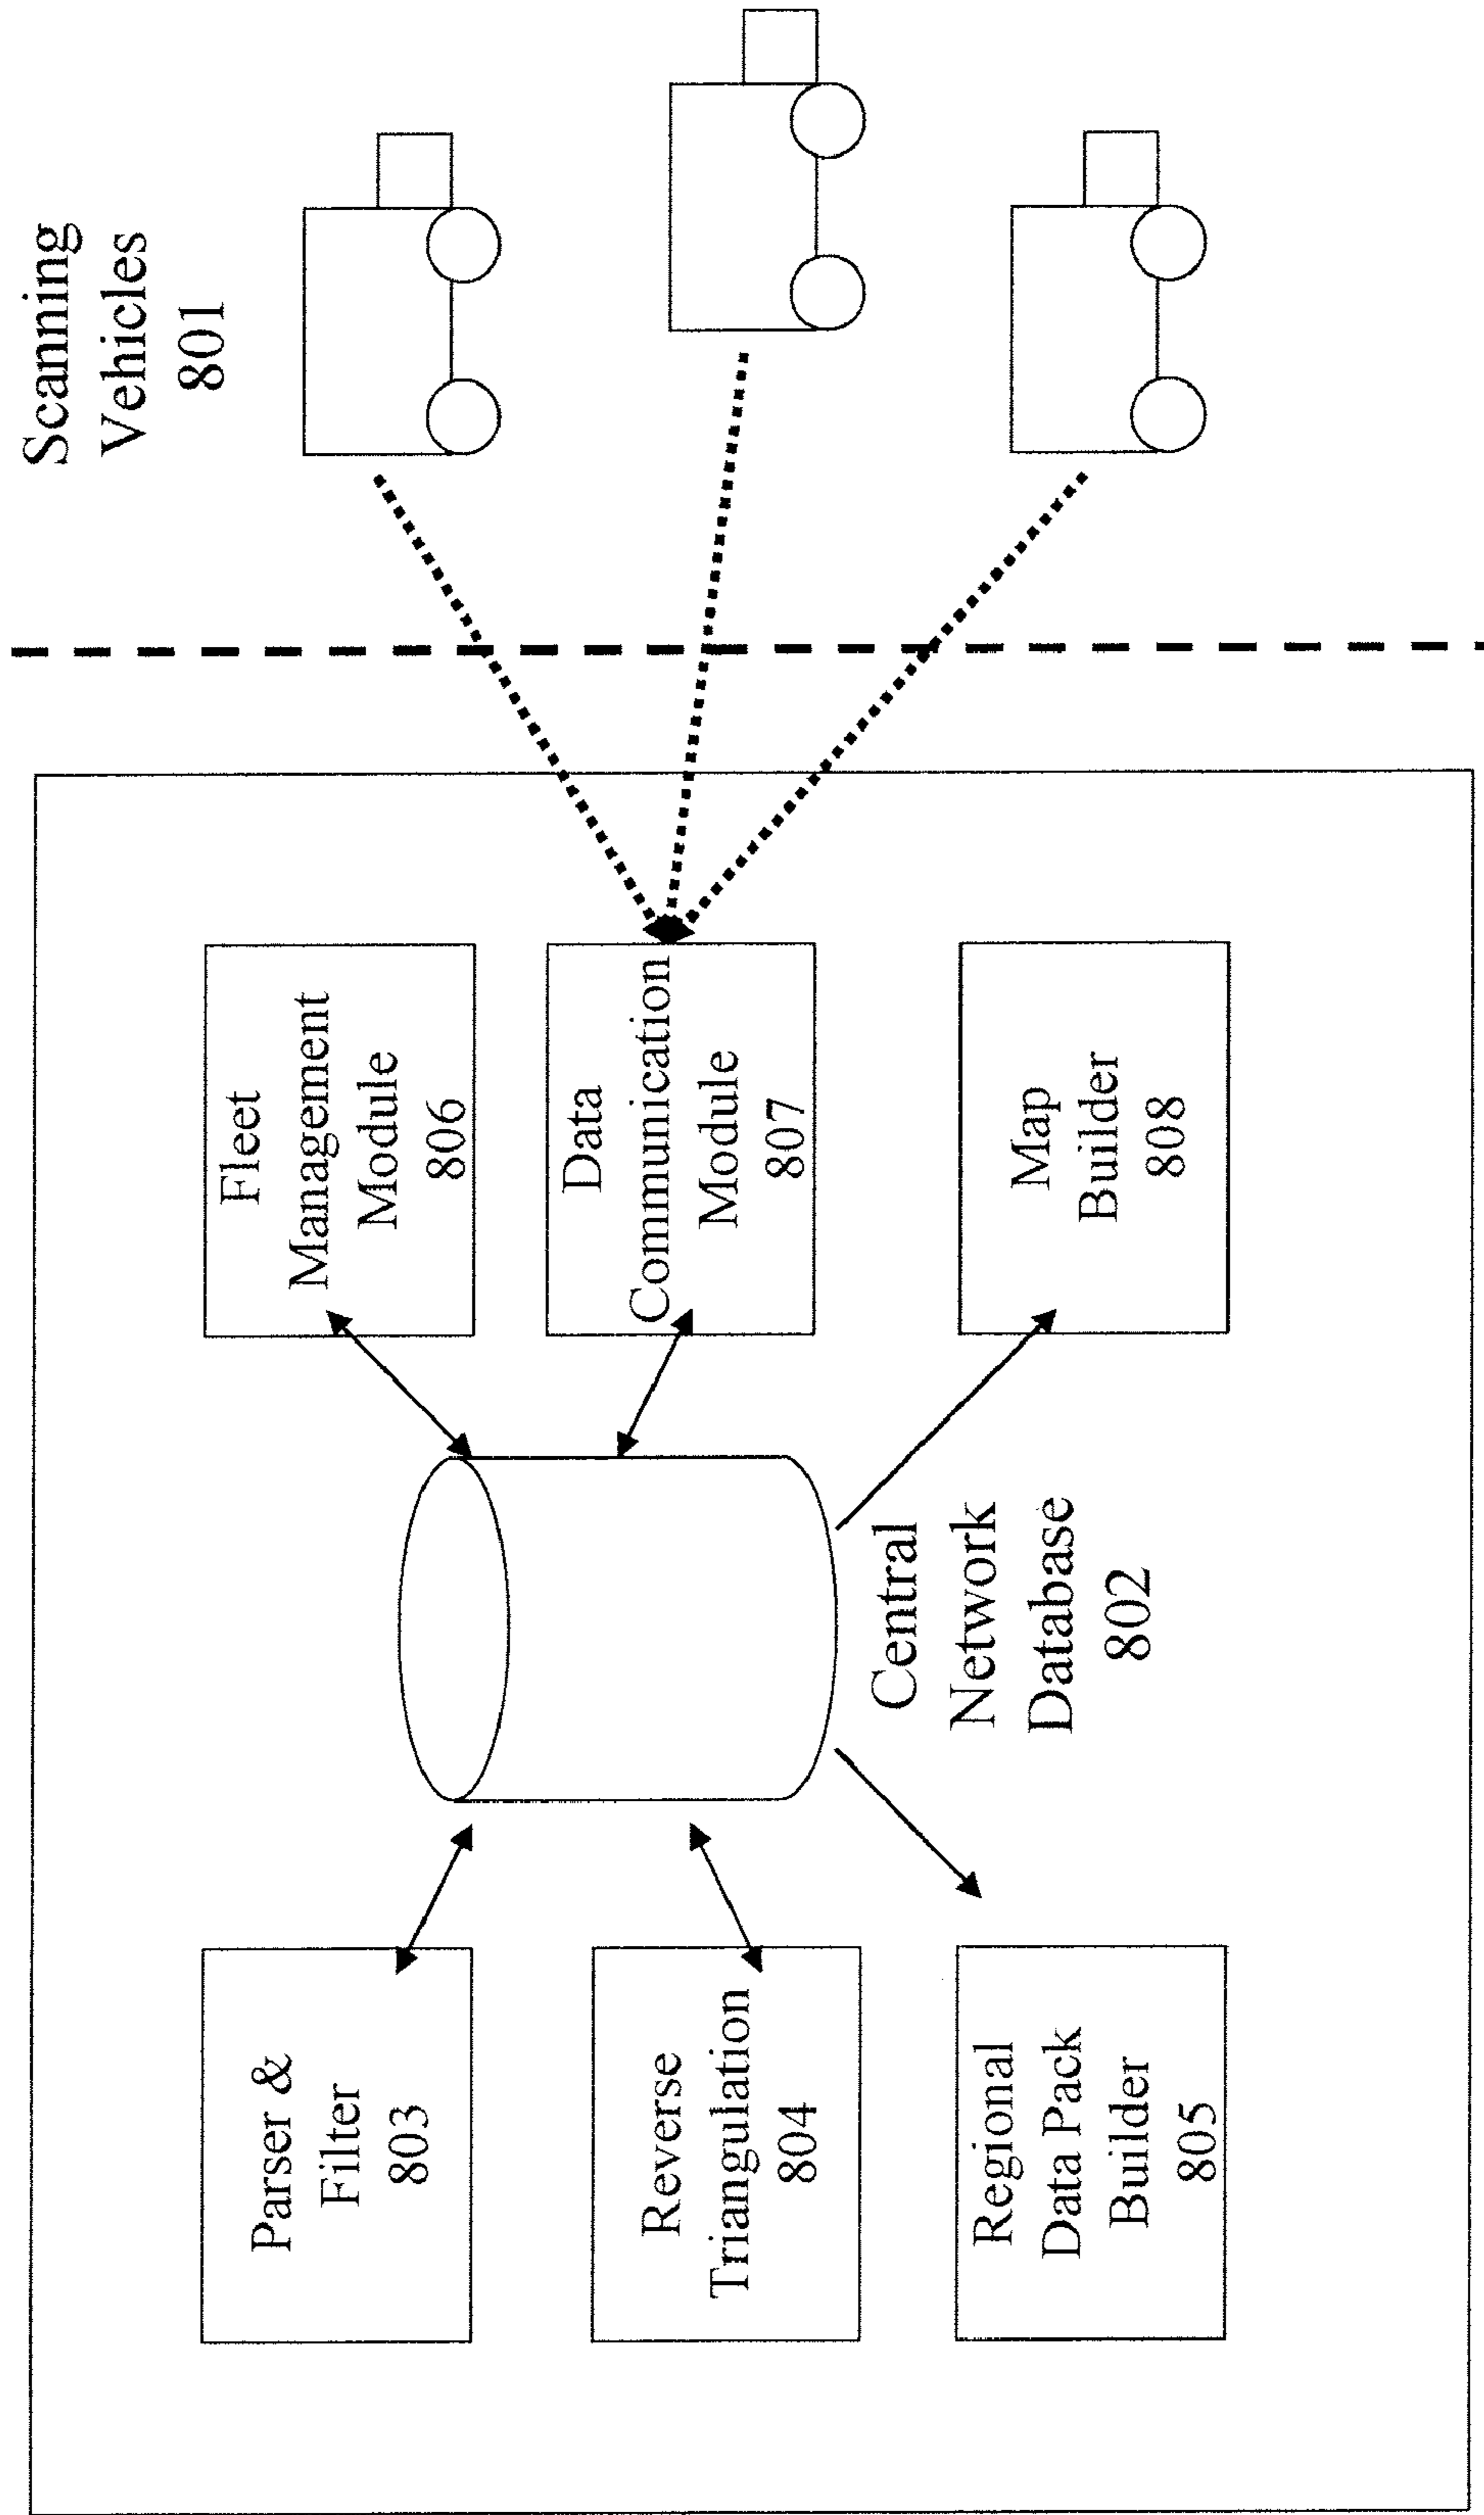 Scanning
Vehicles
801
Parser &
Filter
803
Reverse
Triangulation
804
Regional
Data Pack
Builder
805
Central
Network
Database
802
Fleet
Management
Module
806
Data
Communication
Module
807
Map
Builder
808